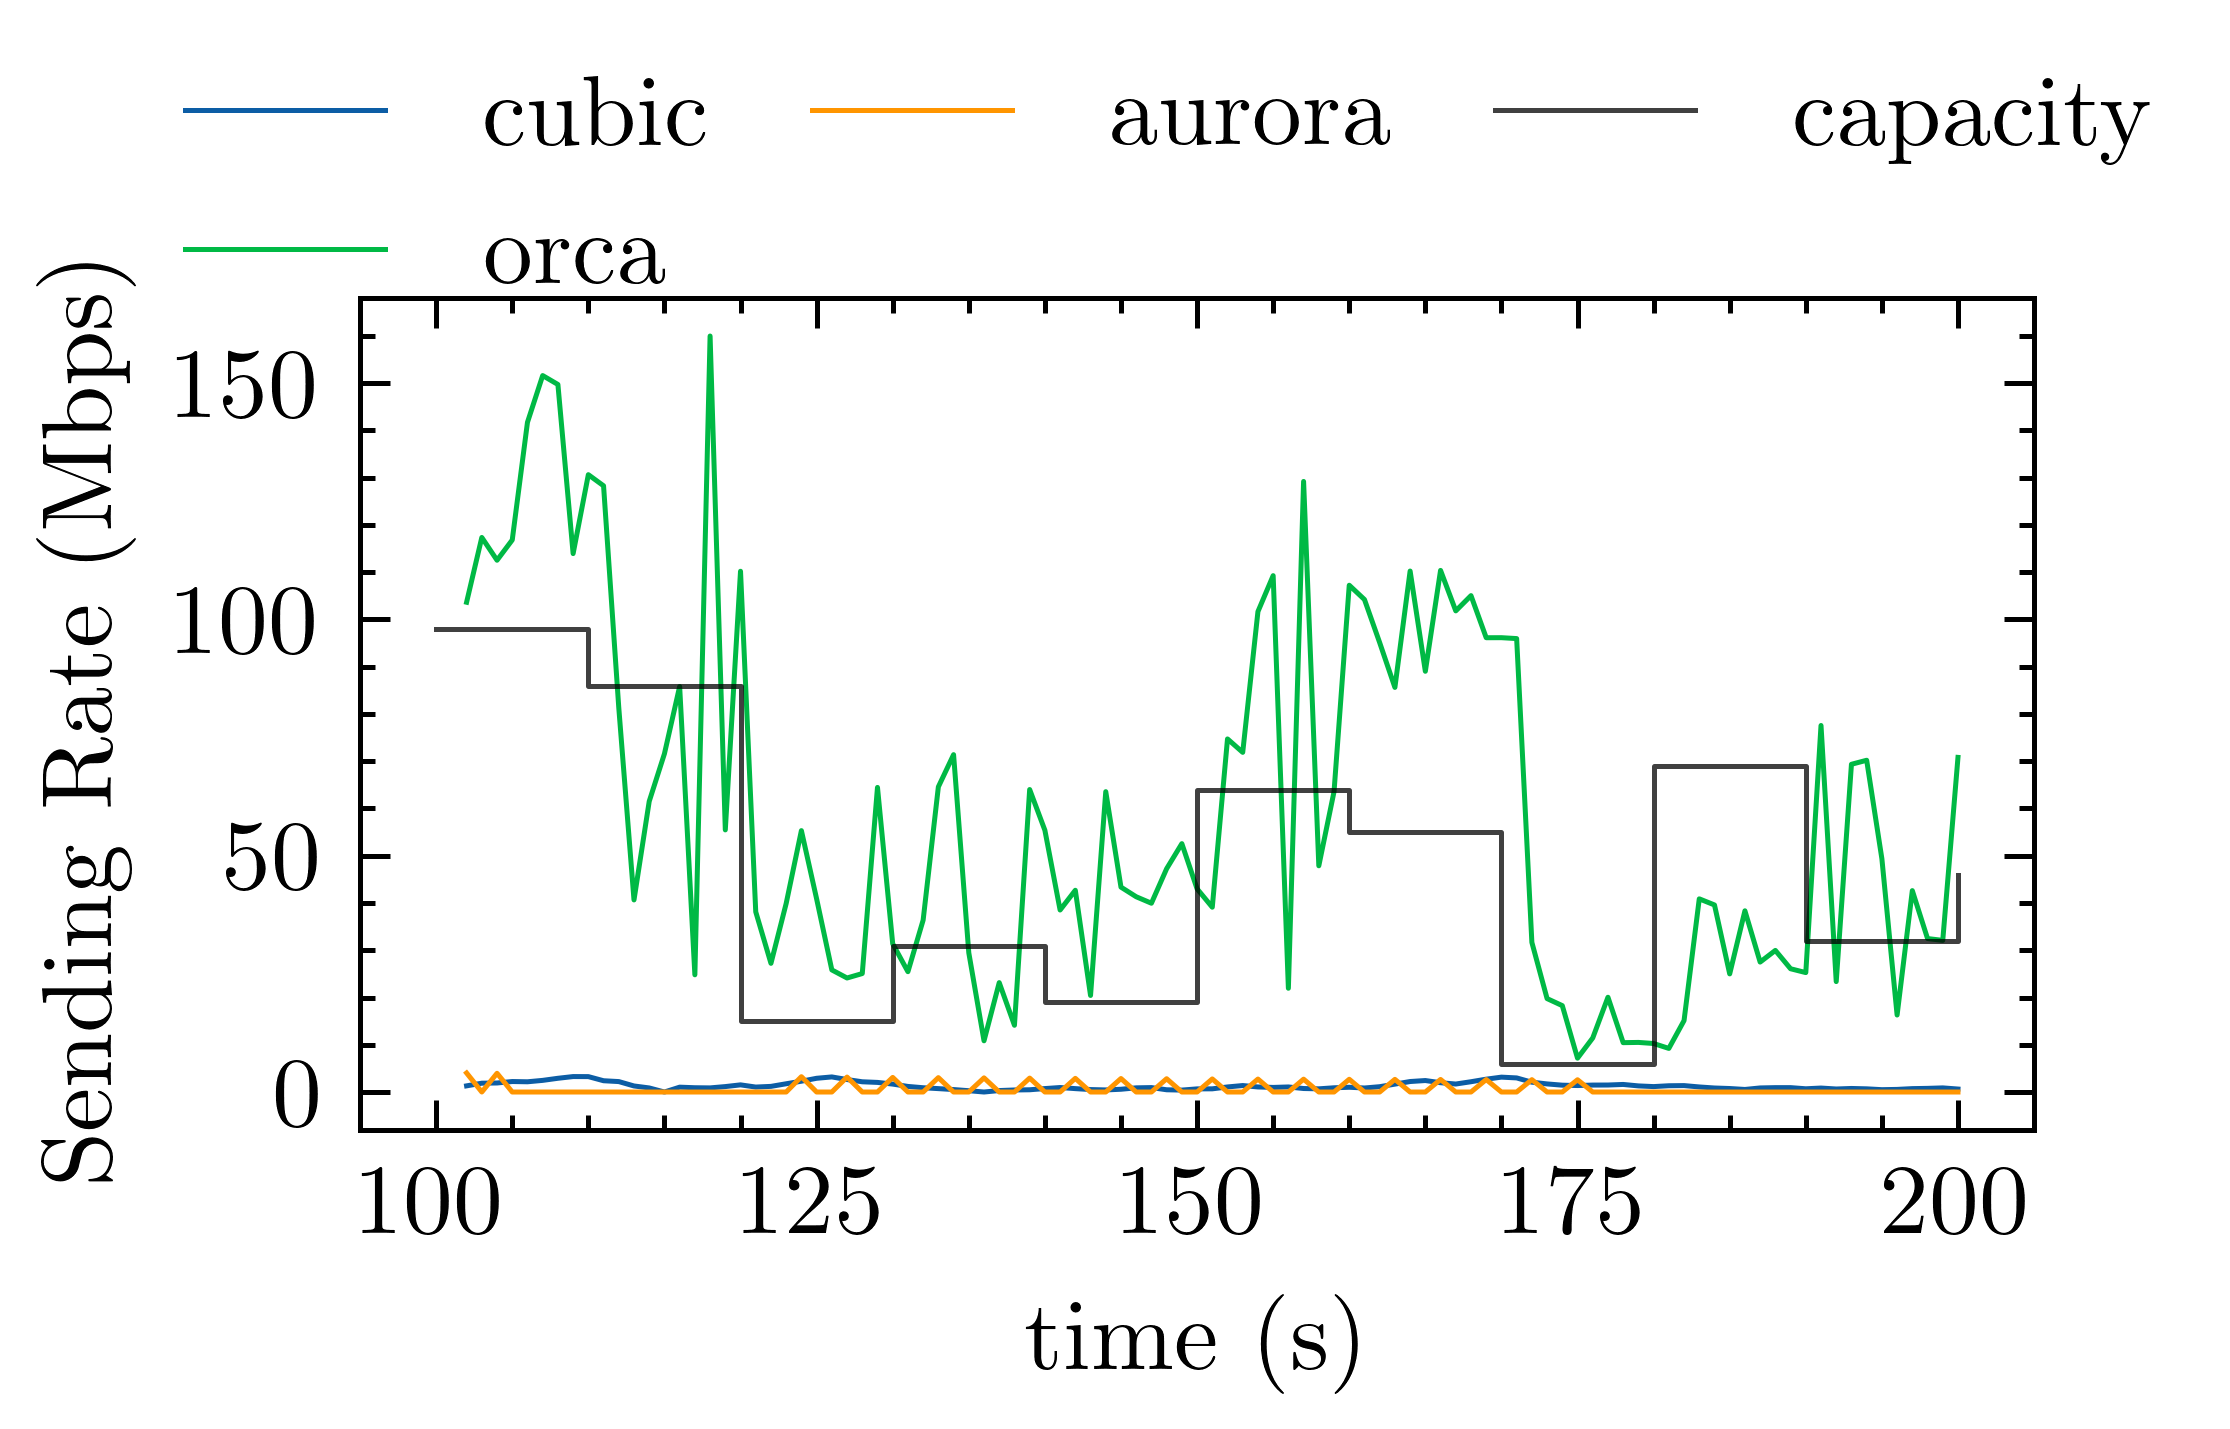 cubic aurora capacity
orca
Sending Rate (Mbps)
150
100
50
0
100 125 150 175 200
time (s)